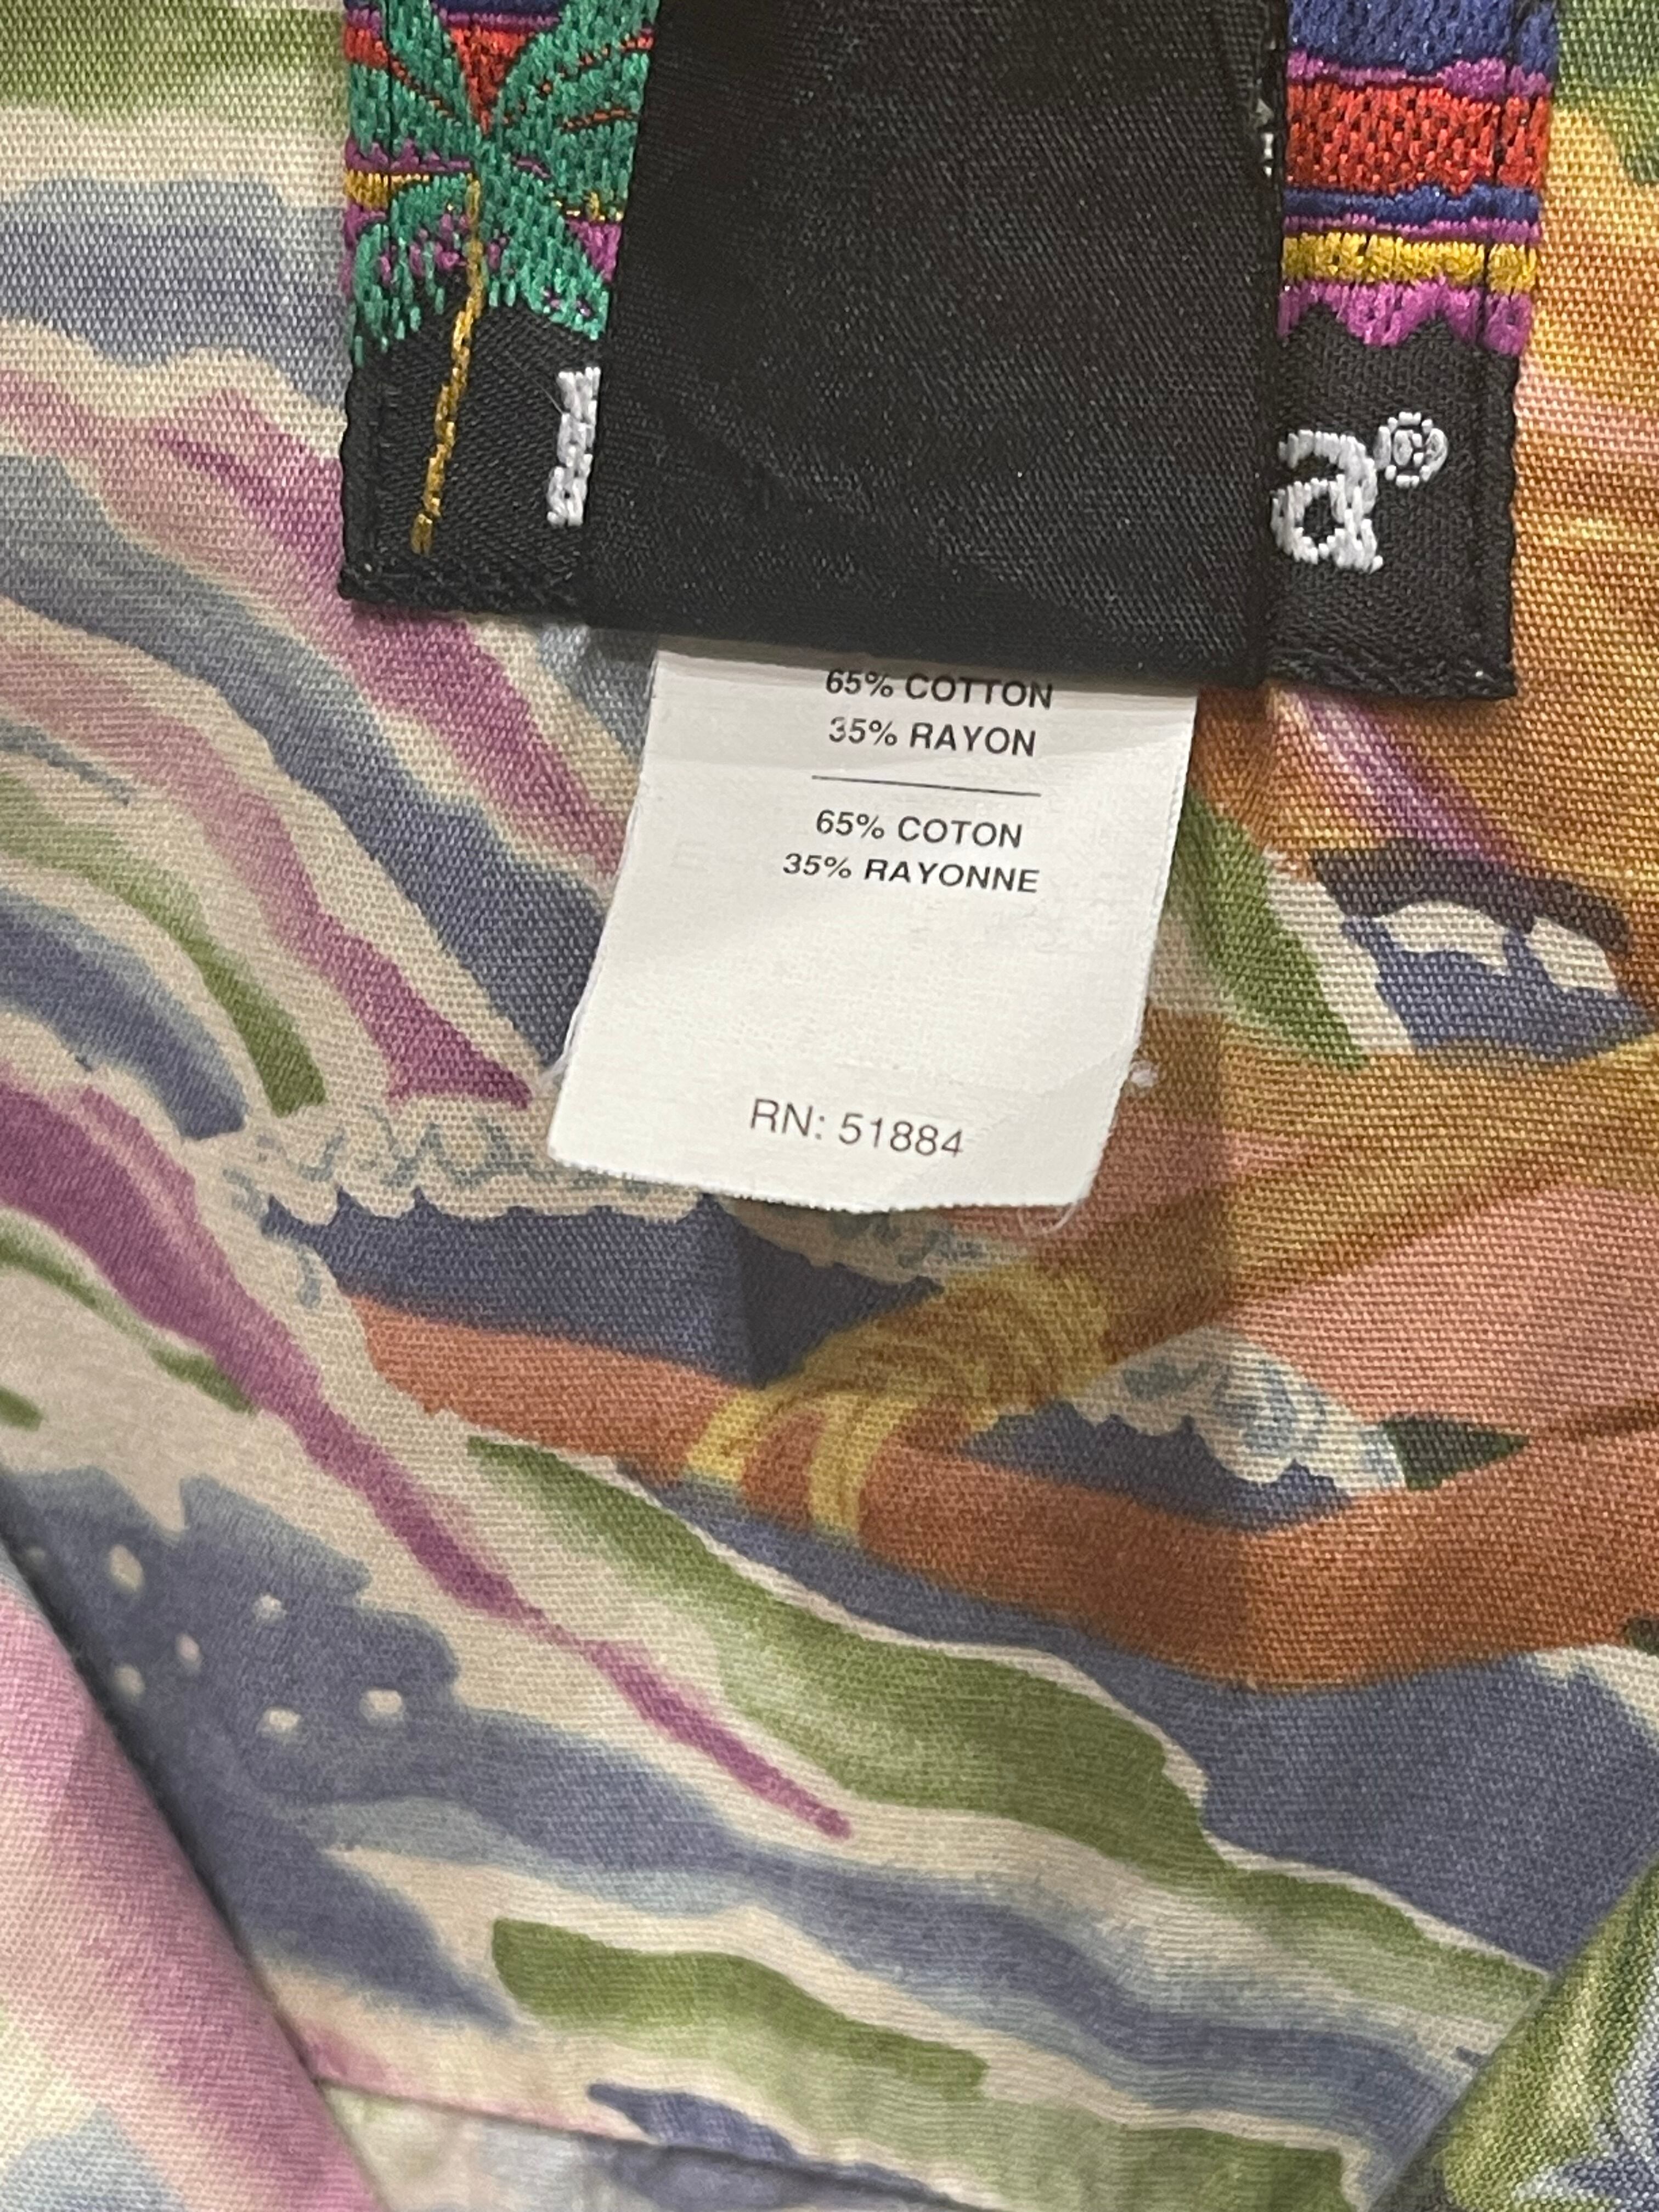 a®
65% COTTON
35% RAYON
65% COTON
35% RAYONNE
RN: 51884